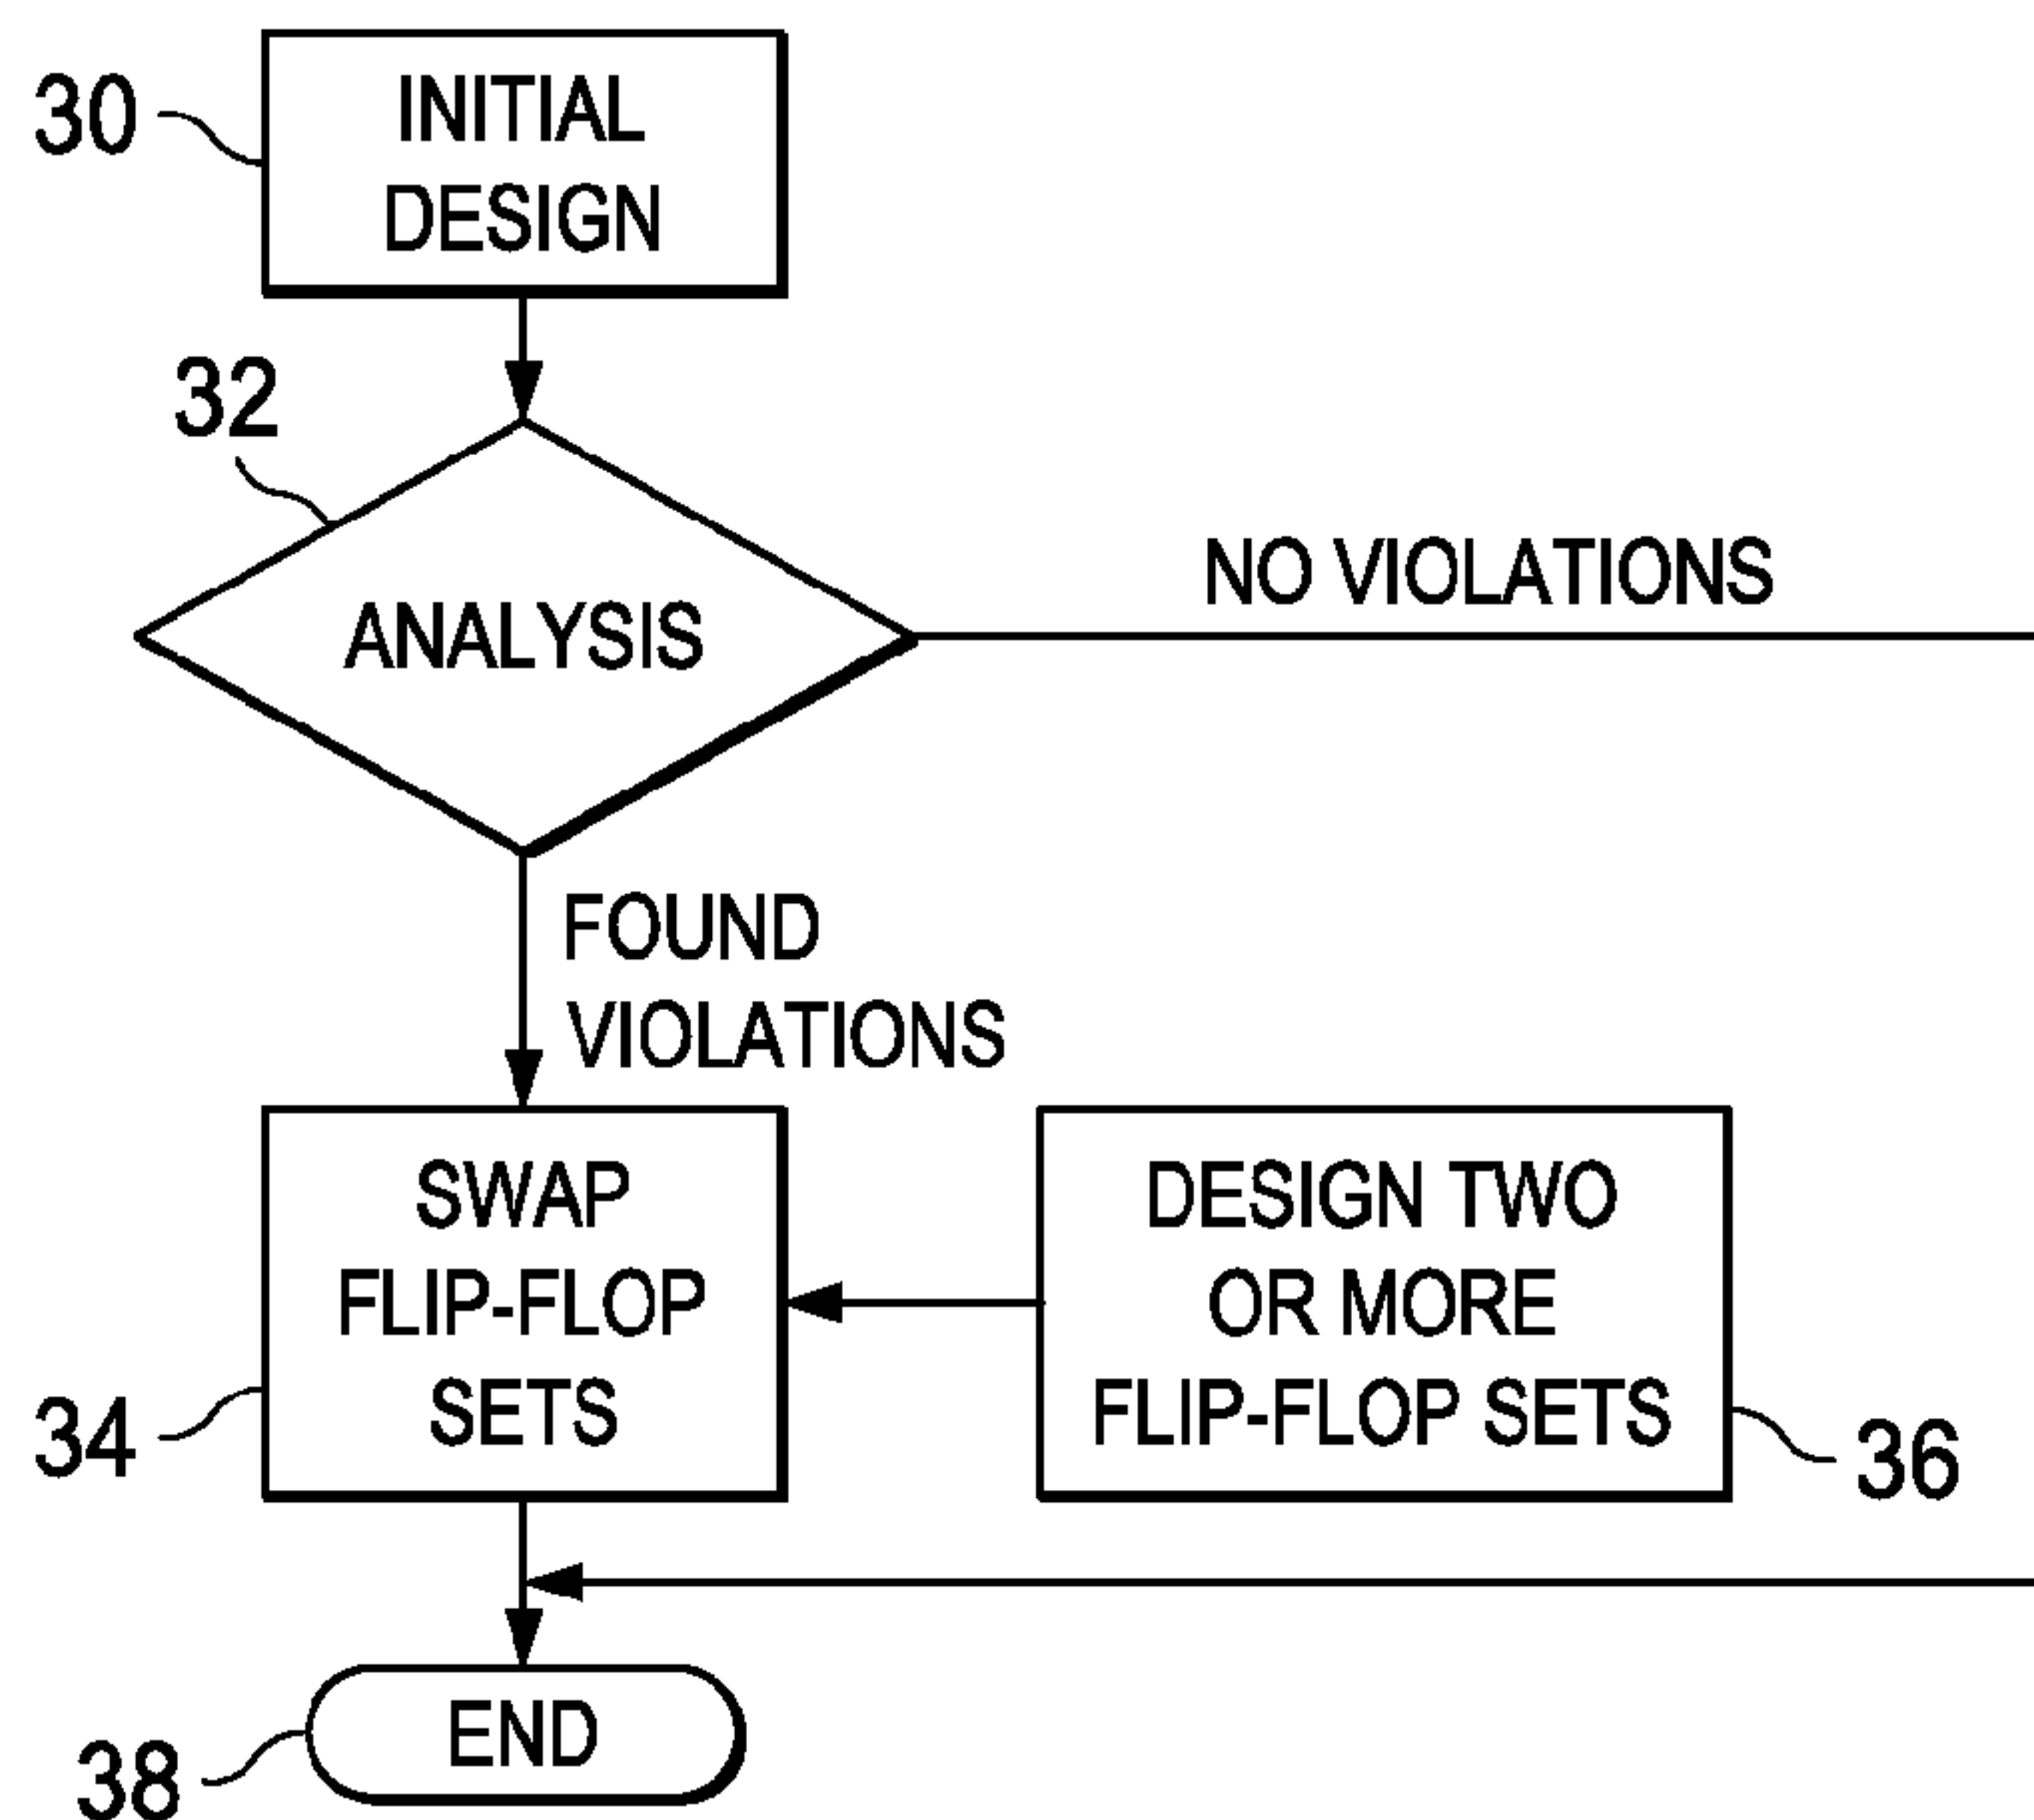 30
INITIAL
DESIGN
32
ANALYSIS
NO VIOLATIONS
FOUND
VIOLATIONS
SWAP
FLIP-FLOP
SETS
34
DESIGN TWO
OR MORE
FLIP-FLOP SETS
36
END
38